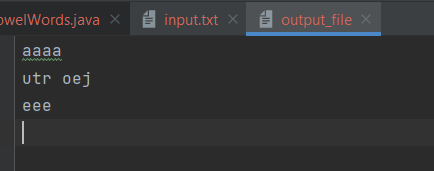 owelWords.java input.txt output_file
aaaa
utr oej
eee